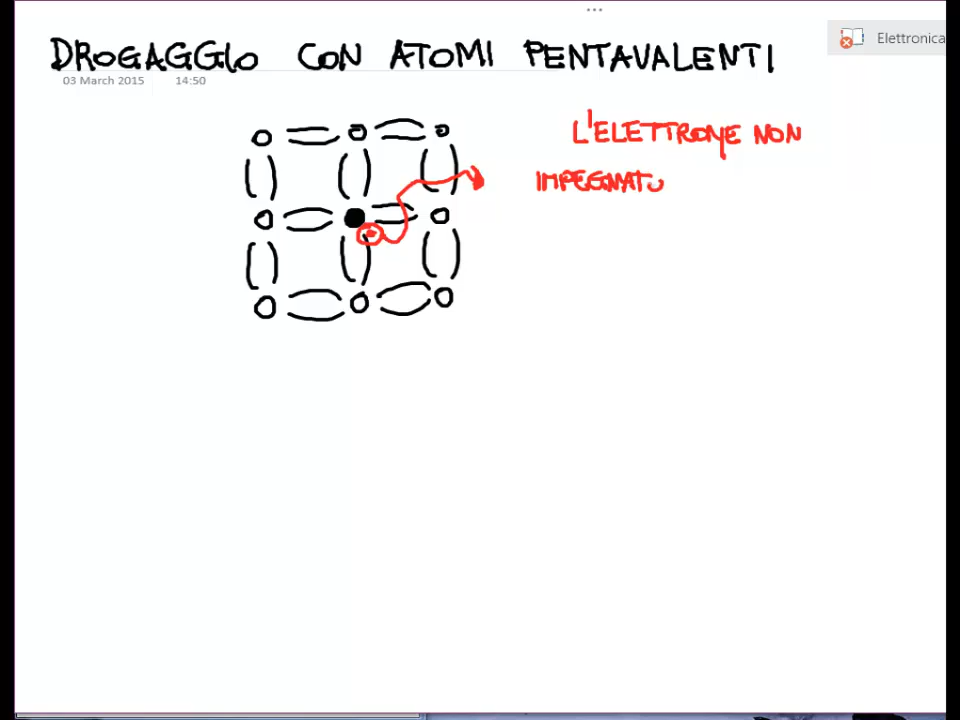 DROGAGGIO CON ATOMI PENTAVALENTI
03 March 2015 14:50
Elettronica
L'ELETTRONE NON
IMPEGNATO